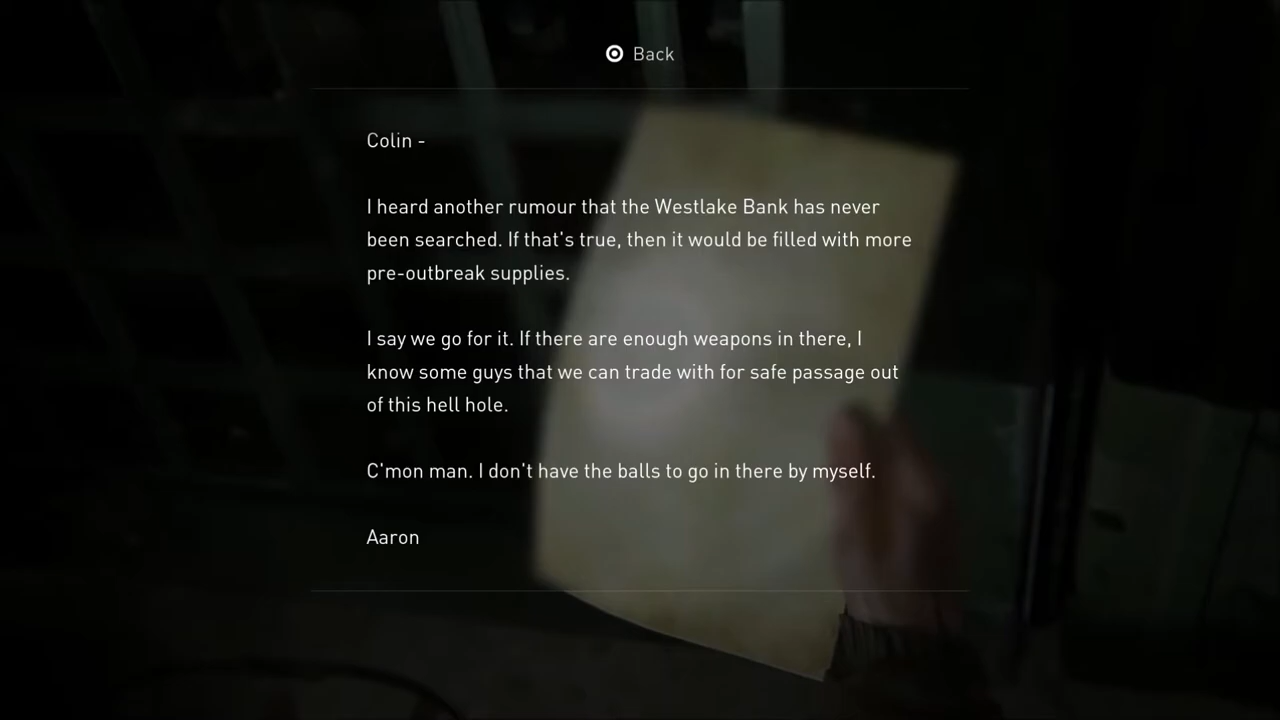 Back
Colin -
I heard another rumour that the Westlake Bank has never
been searched. If that's true, then it would be filled with more
pre-outbreak supplies.
I say we go for it. If there are enough weapons in there, I
know some guys that we can trade with for safe passage out
of this hell hole.
C'mon man. I don't have the balls to go in there by myself.
Aaron